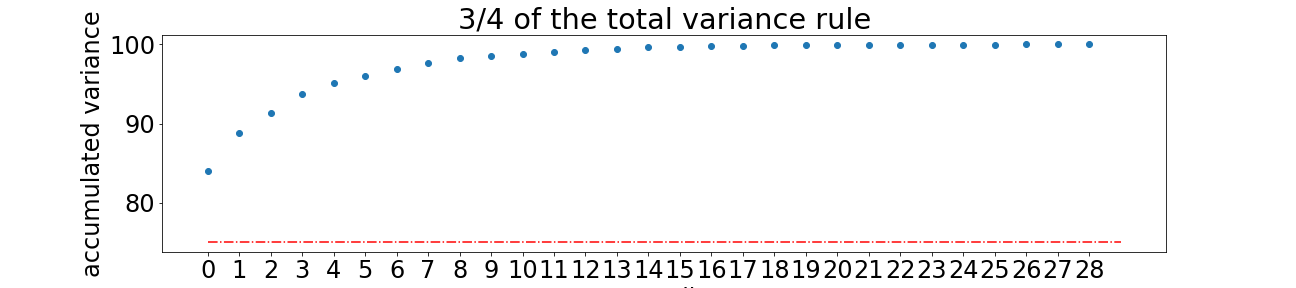 3/4 of the total variance rule
accumulated variance
100
90
80
0 1 2 3 4 5 6 7 8 9 10 11 12 13 14 15 16 17 18 19 20 21 22 23 24 25 26 27 28